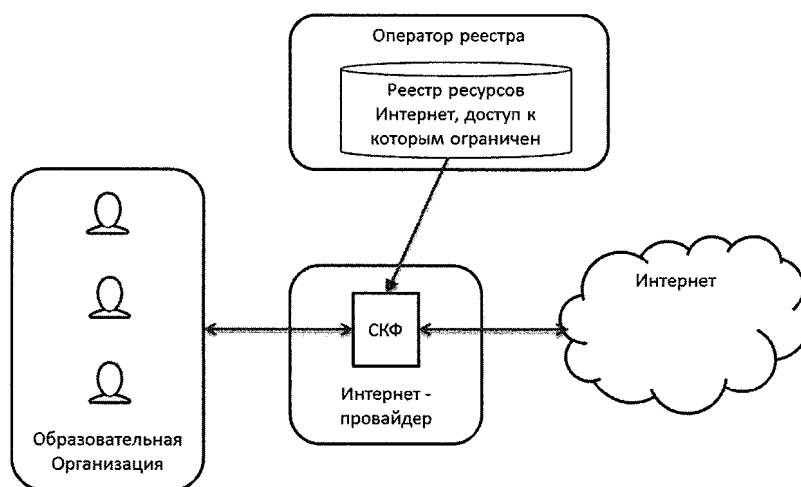 Оператор реестра
Реестр ресурсов
Интернет, доступ к
которым ограничен
Интернет
СКФ
Интернет -
провайдер
Образовательная
Организация